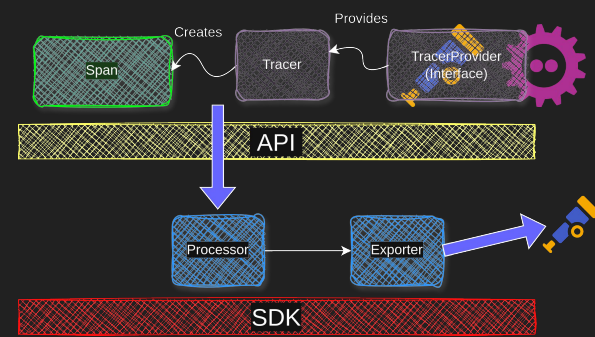 Provides
Creates
Span
Tracer
TracerProvider
(Interface)
API
Processor
Exporter
SDK